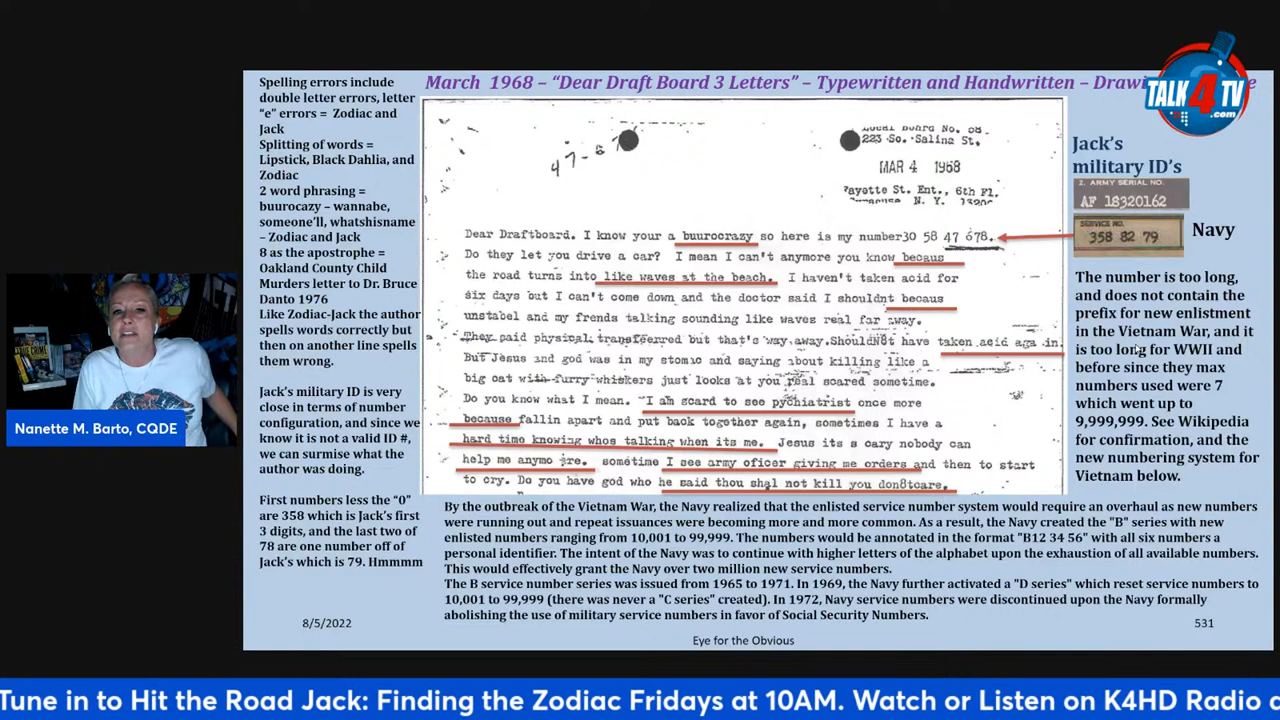 March 1968 – “Dear Draft Board 3 Letters” – Typewritten and Handwritten –
TALK 4 TV
.com
Spelling errors include
double letter errors, letter
“e” errors = Zodiac and
Jack
Splitting of words =
Lipstick, Black Dahlia, and
Zodiac
2 word phrasing =
buurocazy – wannabe,
someone’ll, whatshisname
– Zodiac and Jack
8 as the apostrophe =
Oakland County Child
Murders letter to Dr. Bruce
Danto 1976
Like Zodiac-Jack the author
spells words correctly but
then on another line spells
them wrong.
Jack’s military ID is very
close in terms of number
configuration, and since we
know it is not a valid ID #,
we can surmise what the
author was doing.
First numbers less the “0”
are 358 which is Jack’s first
3 digits, and the last two of
78 are one number off of
Jack’s which is 79. Hmmmm
Local Board No. 58
223 So. Salina St.
MAR 4 1968
Fayette St. Ent., 6th Fl.
Syracuse N. Y.
Dear Draftboard. I know your a buurocrazy so here is my number30 58 47 678.
Do they let you drive a car? I mean I can't anymore you know becaus
the road turns into like waves at the beach. I haven't taken acid for
six days but I can't come down and the doctor said I shouldnt becaus
unstabel and my frends talking sounding like waves real far away.
They paid physical transferred but that's way away.ShouldN8t have taken acid aga in.
But Jesus and god was in my stomc and saying about killing like a
big cat with furry whiskers just looks at you real scared sometime.
Do you know what I mean. I am scard to see pychiatrist once more
because fallin apart and put back together again, sometimes I have a
hard time knowing whos talking when its me. Jesus its s cary nobody can
help me anymo re. sometime I see army oficer giving me orders and then to start
to cry. Do you have god who he said thou shal not kill you don8tcare.
Jack’s
military ID’s
2. ARMY SERIAL NO.
AF 18320162
SERVICE NO.
358 82 79
Navy
The number is too long,
and does not contain the
prefix for new enlistment
in the Vietnam War, and it
is too long for WWII and
before since they max
numbers used were 7
which went up to
9,999,999. See Wikipedia
for confirmation, and the
new numbering system for
Vietnam below.
By the outbreak of the Vietnam War, the Navy realized that the enlisted service number system would require an overhaul as new numbers
were running out and repeat issuances were becoming more and more common. As a result, the Navy created the "B" series with new
enlisted numbers ranging from 10,001 to 99,999. The numbers would be annotated in the format "B12 34 56" with all six numbers a
personal identifier. The intent of the Navy was to continue with higher letters of the alphabet upon the exhaustion of all available numbers.
This would effectively grant the Navy over two million new service numbers.
The B service number series was issued from 1965 to 1971. In 1969, the Navy further activated a "D series" which reset service numbers to
10,001 to 99,999 (there was never a "C series" created). In 1972, Navy service numbers were discontinued upon the Navy formally
abolishing the use of military service numbers in favor of Social Security Numbers.
8/5/2022
531
Eye for the Obvious
Nanette M. Barto, CQDE
Tune in to Hit the Road Jack: Finding the Zodiac Fridays at 10AM. Watch or Listen on K4HD Radio